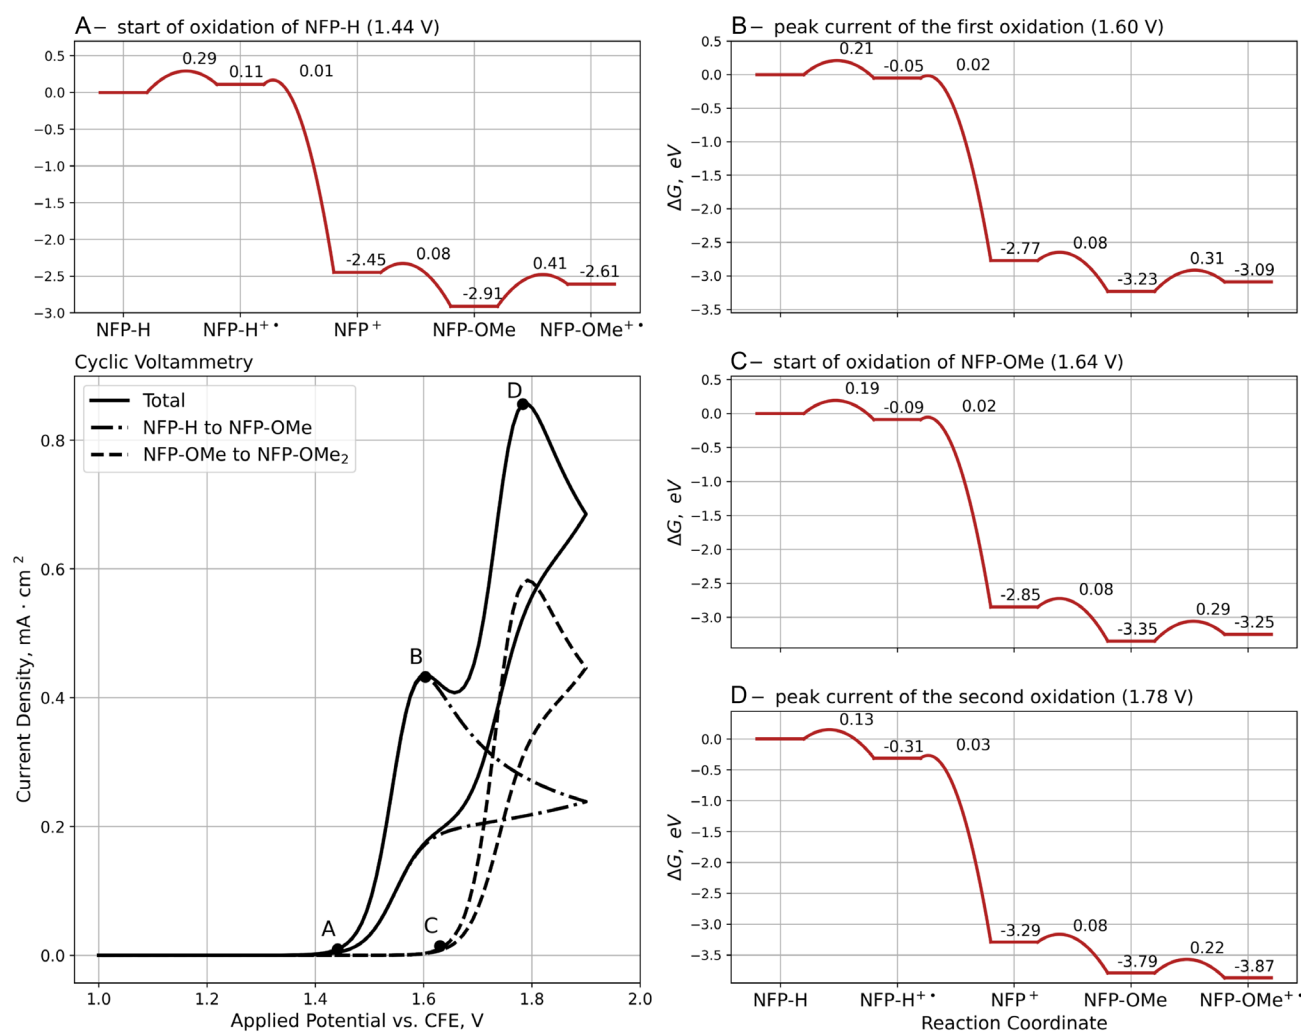 A – start of oxidation of NFP-H (1.44 V)
0.5
0.0
−0.5
−1.0
−1.5
−2.0
−2.5
−3.0
0.29
0.11
0.01
-2.45
0.08
-2.91
0.41
-2.61
NFP-H
NFP-H⁺•
NFP⁺
NFP-OMe
NFP-OMe⁺•
B – peak current of the first oxidation (1.60 V)
ΔG, eV
0.5
0.0
−0.5
−1.0
−1.5
−2.0
−2.5
−3.0
−3.5
0.21
-0.05
0.02
-2.77
0.08
-3.23
0.31
-3.09
Cyclic Voltammetry
Total
NFP-H to NFP-OMe
NFP-OMe to NFP-OMe₂
Current Density, mA · cm ²
0.8
0.6
0.4
0.2
0.0
A
B
C
D
1.0
1.2
1.4
1.6
1.8
2.0
Applied Potential vs. CFE, V
C – start of oxidation of NFP-OMe (1.64 V)
ΔG, eV
0.5
0.0
−0.5
−1.0
−1.5
−2.0
−2.5
−3.0
0.19
-0.09
0.02
-2.85
0.08
-3.35
0.29
-3.25
D – peak current of the second oxidation (1.78 V)
ΔG, eV
0.0
−0.5
−1.0
−1.5
−2.0
−2.5
−3.0
−3.5
0.13
-0.31
0.03
-3.29
0.08
-3.79
0.22
-3.87
NFP-H
NFP-H⁺•
NFP⁺
NFP-OMe
NFP-OMe⁺•
Reaction Coordinate